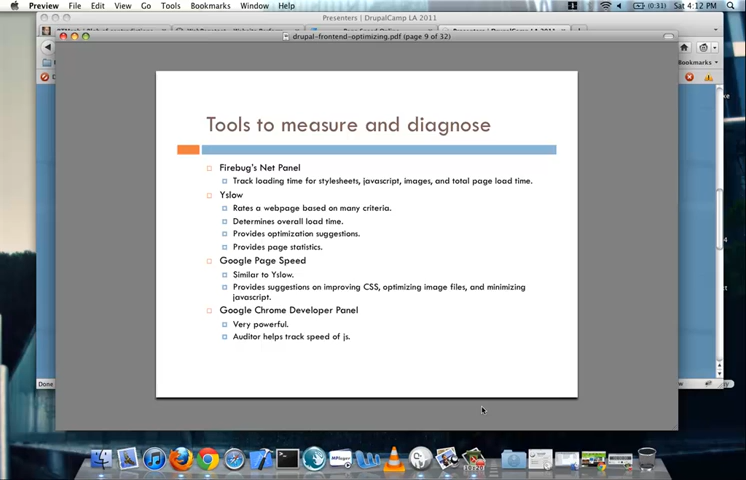 Preview File Edit View Go Tools Bookmarks Window Help
(0:31) Sat 4:12 PM
Presenters | DrupalCamp LA 2011
drupal-frontend-optimizing.pdf (page 9 of 32)
Bookmarks
Tools to measure and diagnose
Firebug's Net Panel
Track loading time for stylesheets, javascript, images, and total page load time.
Yslow
Rates a webpage based on many criteria.
Determines overall load time.
Provides optimization suggestions.
Provides page statistics.
Google Page Speed
Similar to Yslow.
Provides suggestions on improving CSS, optimizing image files, and minimizing
javascript.
Google Chrome Developer Panel
Very powerful.
Auditor helps track speed of js.
Done